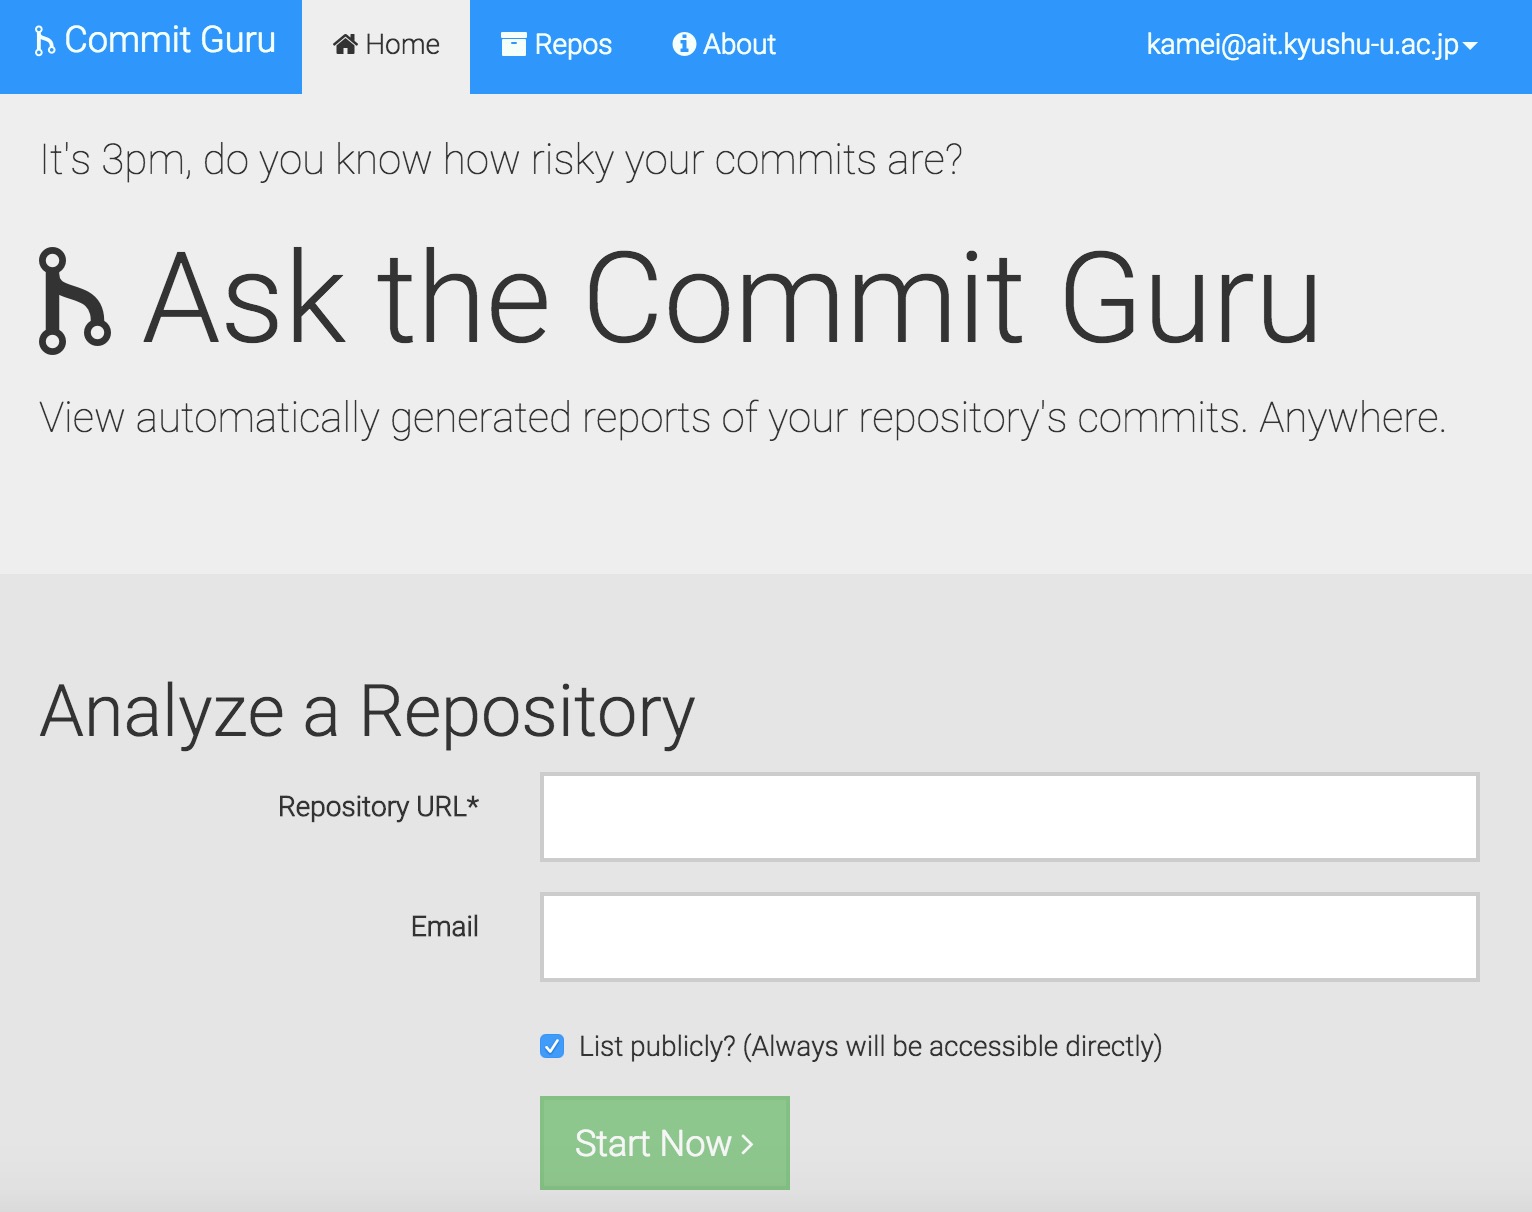 Commit Guru
Home
Repos
About
kamei@ait.kyushu-u.ac.jp
It's 3pm, do you know how risky your commits are?
Ask the Commit Guru
View automatically generated reports of your repository's commits. Anywhere.
Analyze a Repository
Repository URL*
Email
List publicly? (Always will be accessible directly)
Start Now >